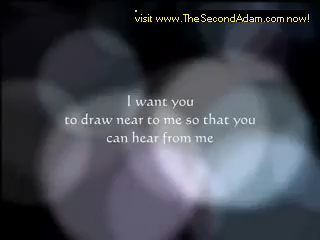 visit www.TheSecondAdam.com now!
I want you
to draw near to me so that you
can hear from me